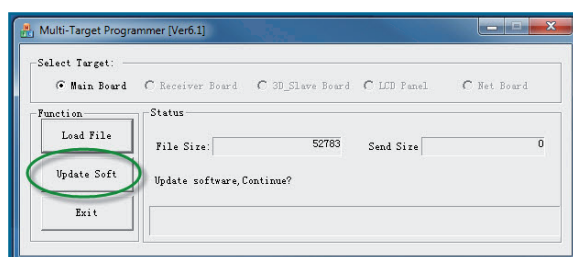 Multi-Target Programmer [Ver6.1]
Select Target:
Main Board Receiver Board 3D_Slave Board LCD Panel Net Board
Function
Status
Load File
File Size: 52783 Send Size 0
Update Soft
Update software,Continue?
Exit